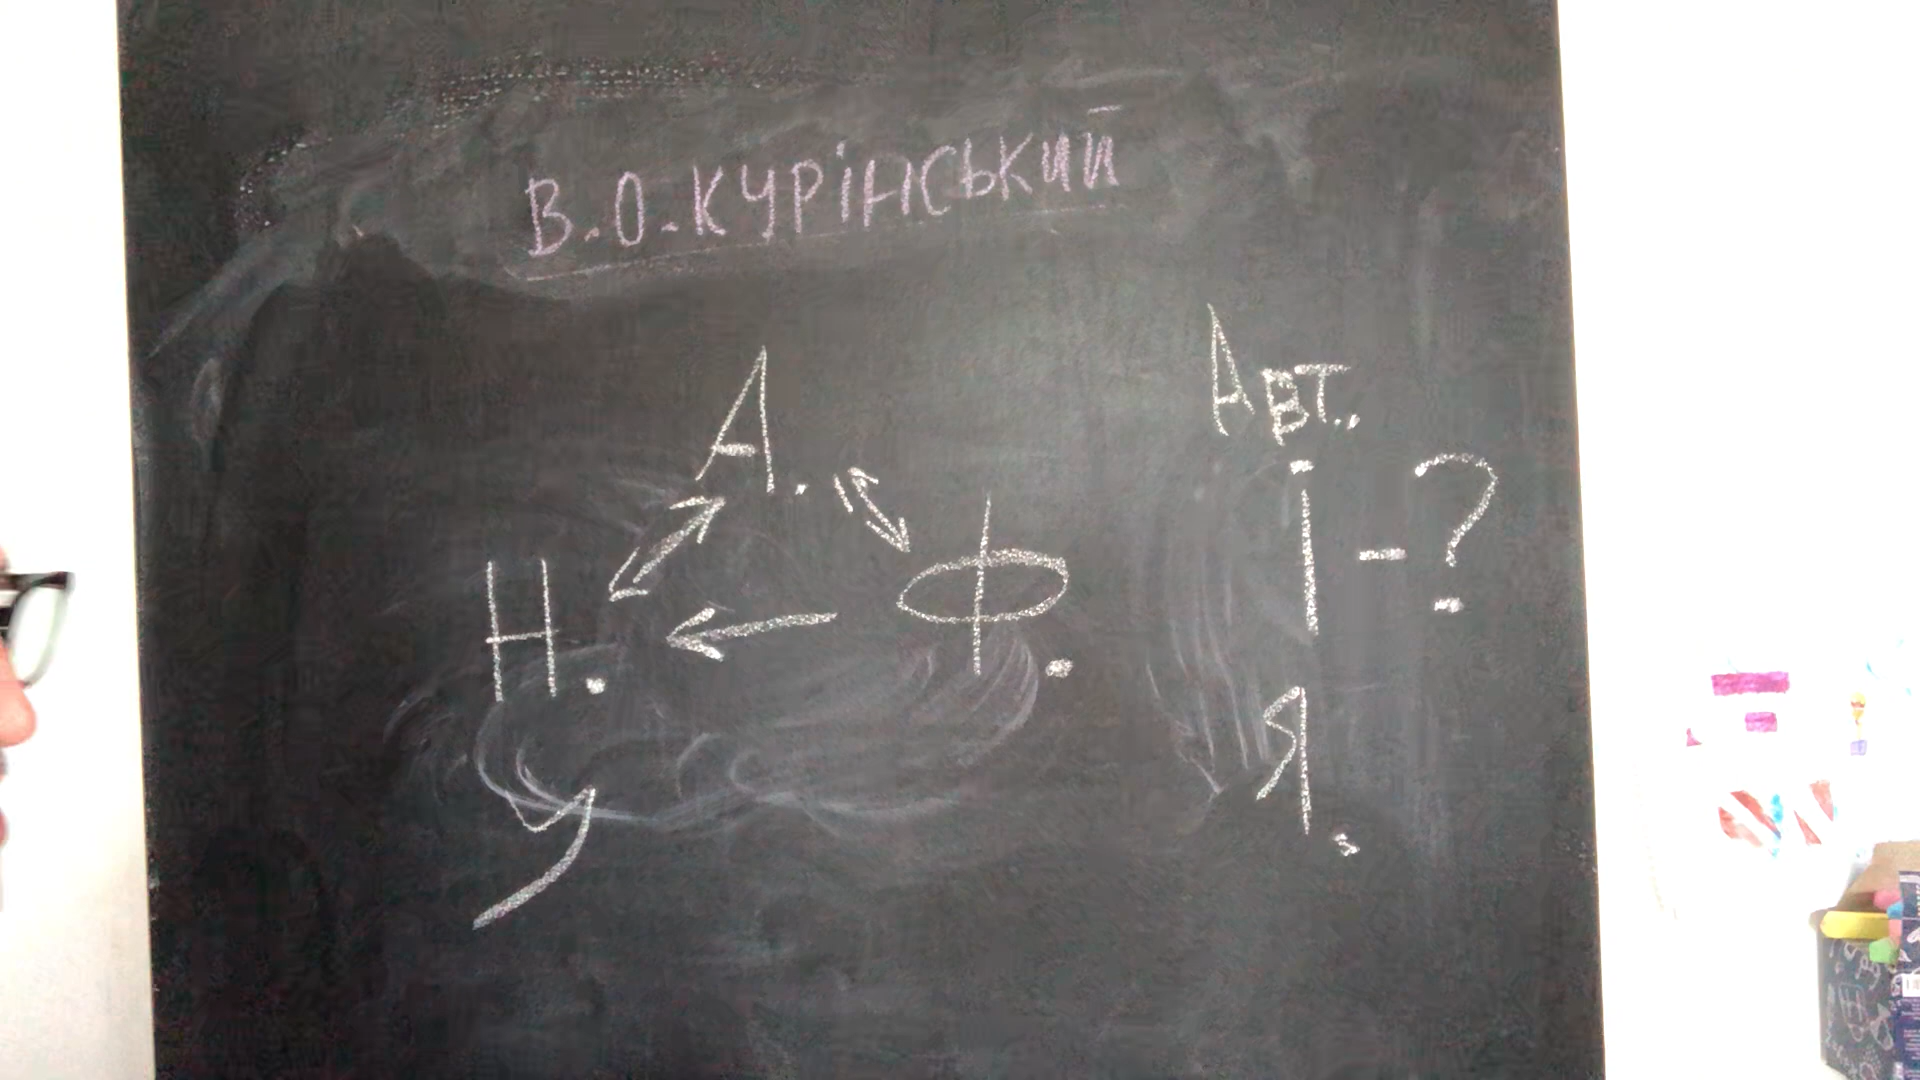 В.О.КУРІНСЬКИЙ
А.
Н. Ф.
У
Авт.,
І - ?
Я.